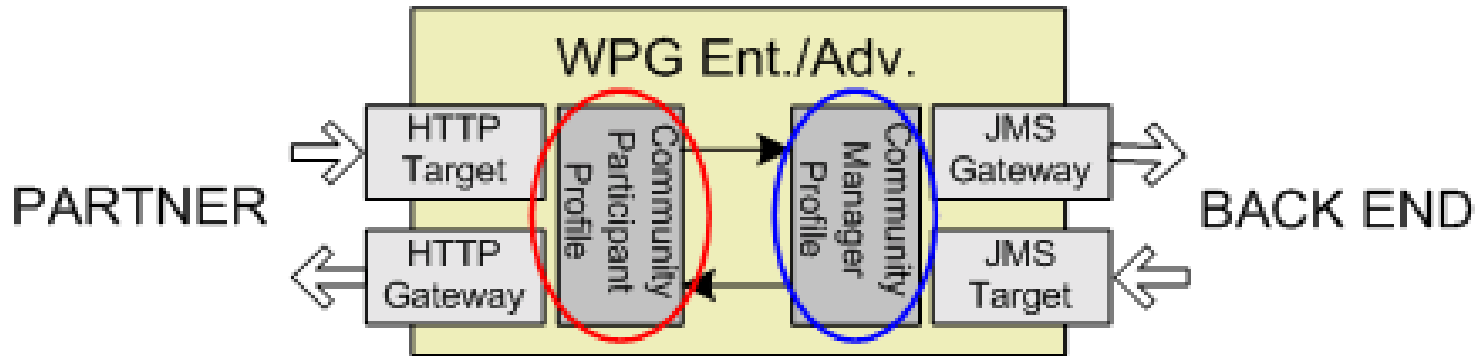 WPG Ent./Adv.
PARTNER
HTTP
Target
HTTP
Gateway
Community
Participant
Profile
Community
Manager
Profile
JMS
Gateway
JMS
Target
BACK END